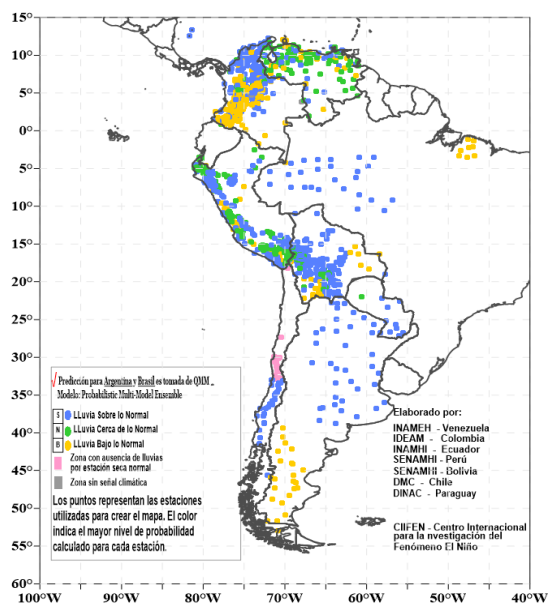 15°
10°
5°
0°
5°
10°
15°
20°
25°
30°
35°
40°
45°
50°
55°
60°
√ Predicción para Argentina y Brasil es tomada de QMM _
Modelo: Probabilistic Multi-Model Ensenable
S LLuvia Sobre lo Normal
N LLuvia Cerca de lo Normal
B LLuvia Bajo lo Normal
Zona con ausencia de lluvias
por estación seca normal
Zona sin señal climática
Los puntos representan las estaciones
utilizadas para crear el mapa. El color
indica el mayor nivel de probabilidad
calculado para cada estación.
Elaborado por:
INAMEH - Venezuela
IDEAM - Colombia
INAMHI - Ecuador
SENAMHI - Perú
SENAMHI - Bolivia
DMC - Chile
DINAC - Paraguay
CIIFEN - Centro Internacional
para la nvestigación del
Fenómeno El Niño
100°W 90°W 80°W 70°W 60°W 50°W 40°W